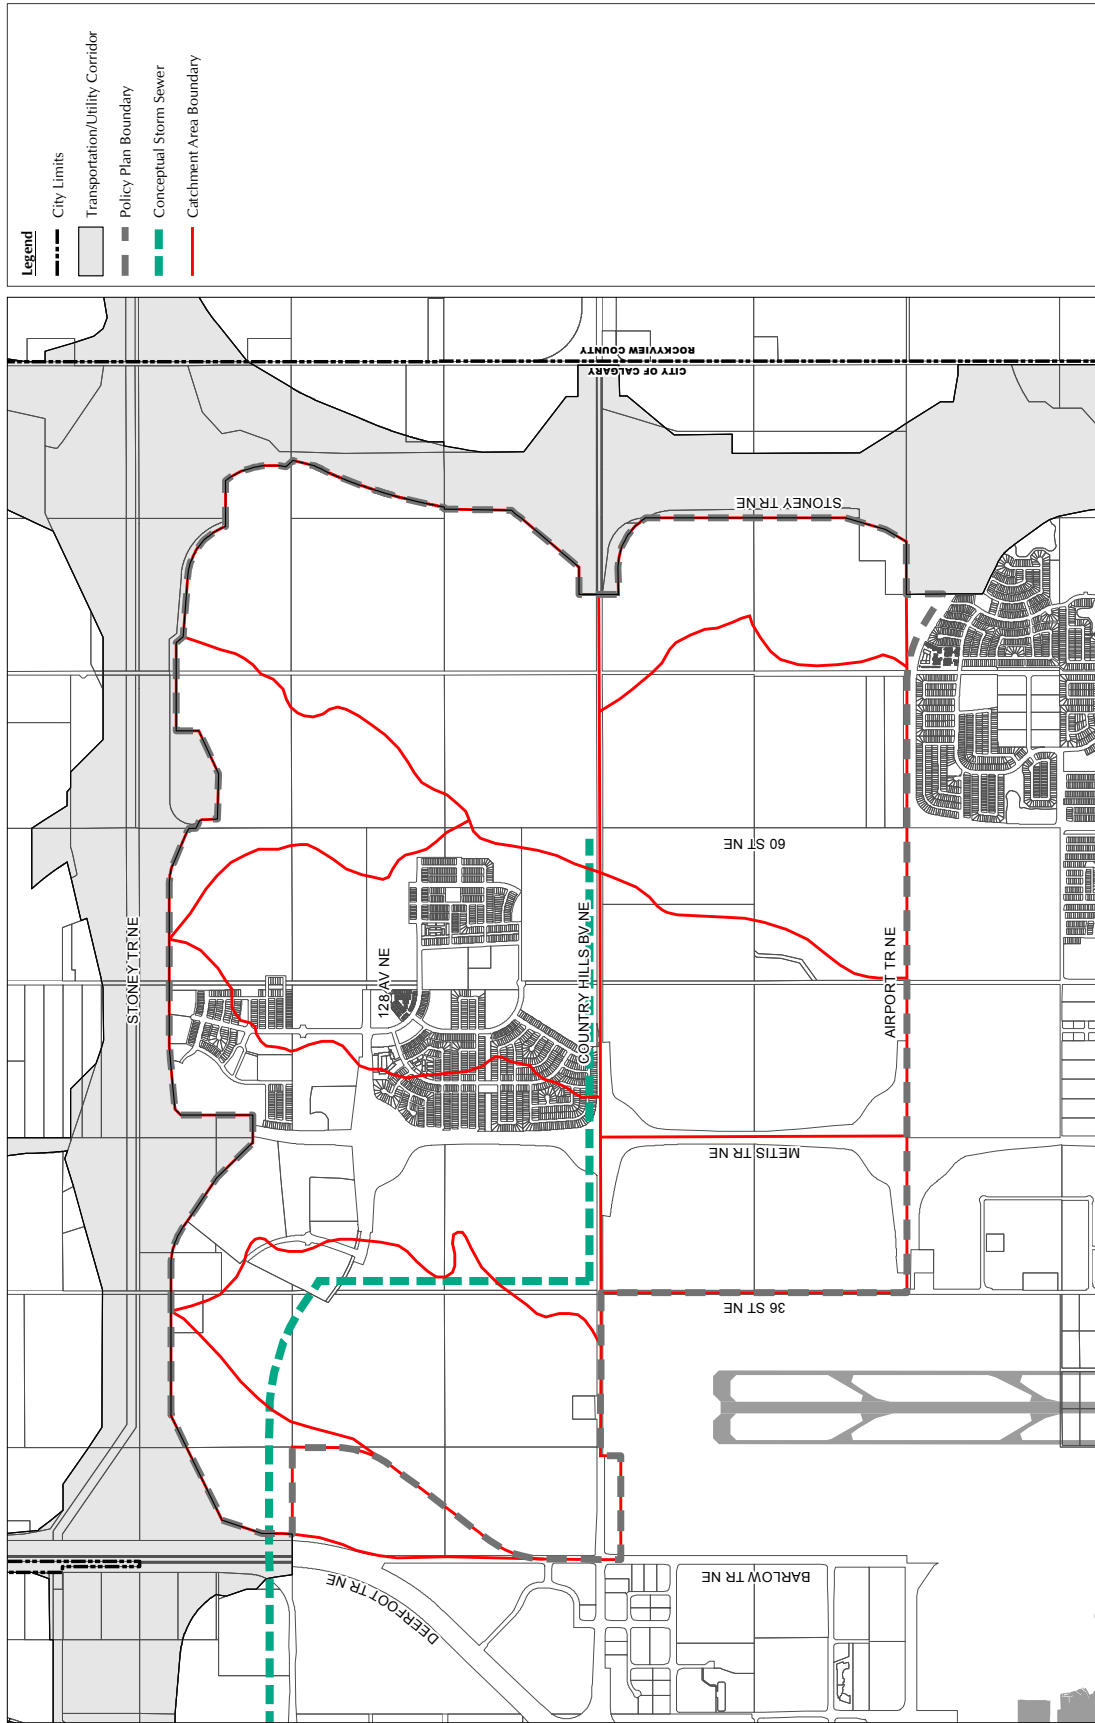 Legend
City Limits
Transportation/Utility Corridor
Policy Plan Boundary
Conceptual Storm Sewer
Catchment Area Boundary
ROCKYVIEW COUNTY
CITY OF CALGARY
STONEY TR NE
STONEY TR NE
60 ST NE
128 AV NE
COUNTRY HILLS BV NE
AIRPORT TR NE
METIS TR NE
36 ST NE
BARLOW TR NE
DEERFOOT TR NE